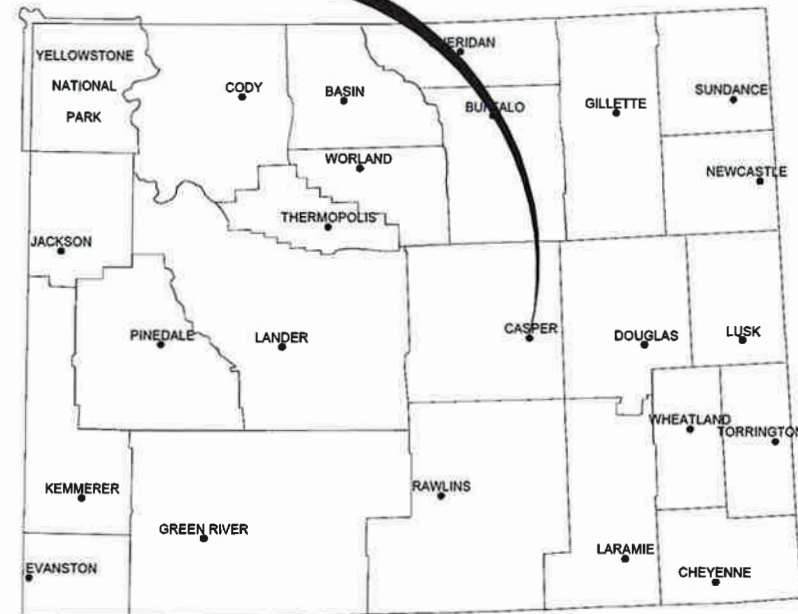 YELLOWSTONE
NATIONAL
PARK
CODY
BASIN
BUFFALO
GILLETTE
SUNDANCE
WORLAND
NEWCASTLE
THERMOPOLIS
JACKSON
PINEDALE
LANDER
CASPER
DOUGLAS
LUSK
WHEATLAND
TORRINGTON
KEMMERER
RAWLINS
GREEN RIVER
EVANSTON
LARAMIE
CHEYENNE